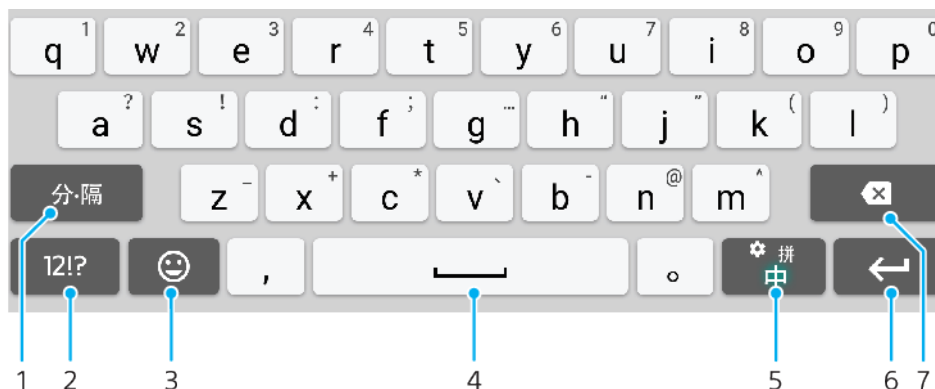 q 1 w 2 e 3 r 4 t 5 y 6 u 7 i 8 o 9 p 0
a ? s ! d : f ; g … h “ j ” k ( l )
分·隔 z _ x + c * v ` b - n @ m ^
12!? , 。 拼 中
1 2 3 4 5 6 7